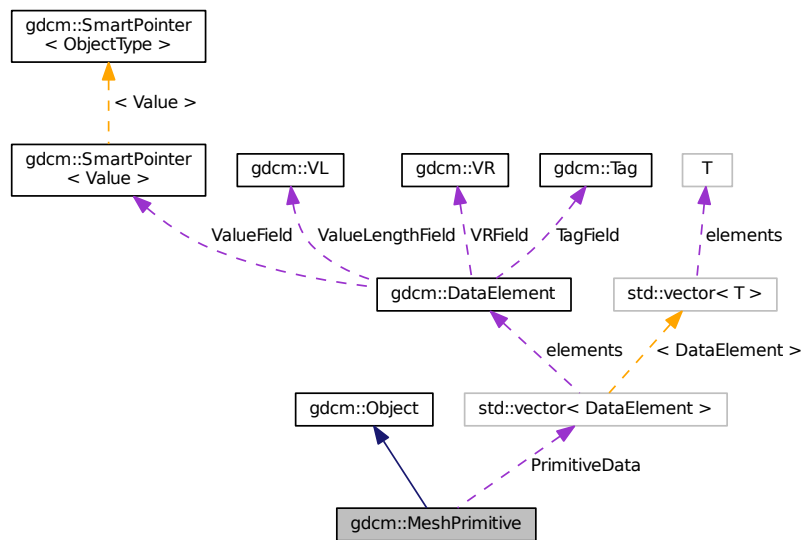 gdcm::SmartPointer
< ObjectType >
< Value >
gdcm::SmartPointer
< Value >
gdcm::VL
gdcm::VR
gdcm::Tag
T
ValueField
ValueLengthField
VRField
TagField
elements
gdcm::DataElement
std::vector< T >
elements
< DataElement >
gdcm::Object
std::vector< DataElement >
PrimitiveData
gdcm::MeshPrimitive